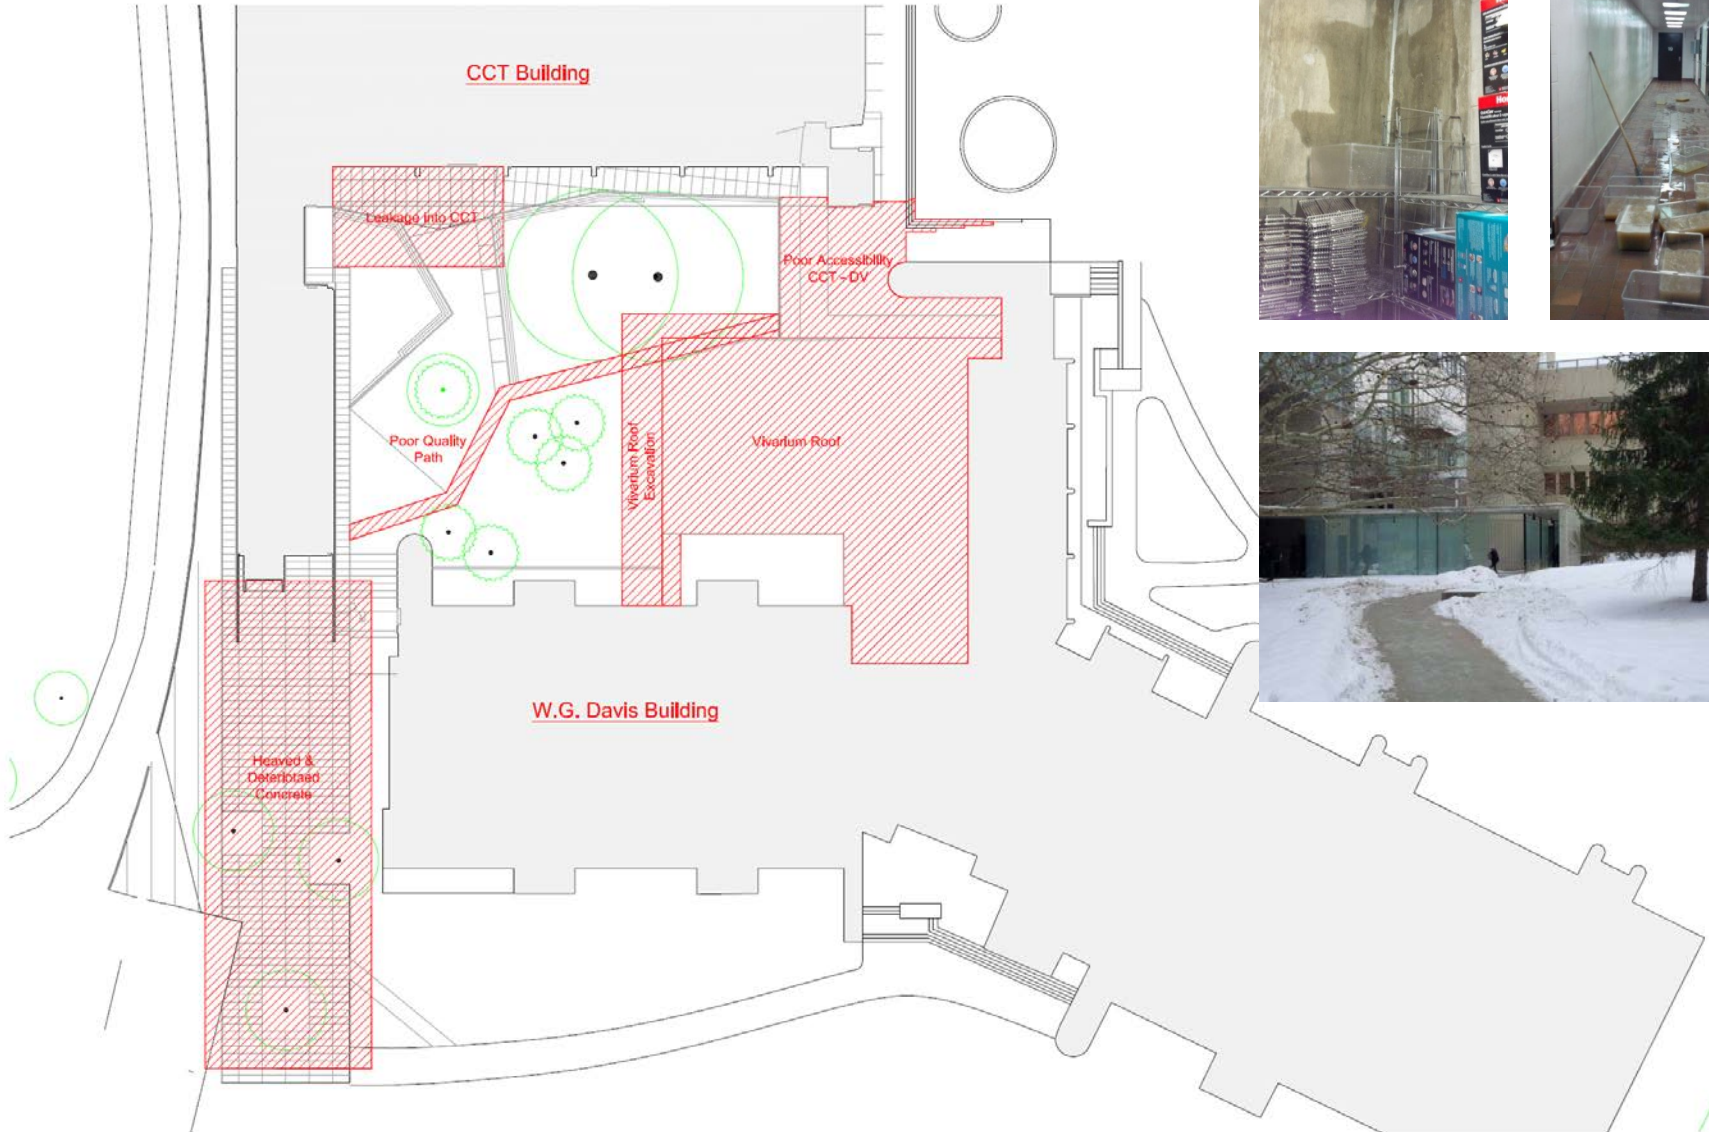 CCT Building
Leakage into CCT
Poor Accessibility
CCT - DV
Poor Quality
Path
Vivarium Roof
Excavation
Vivarium Roof
W.G. Davis Building
Heaved &
Deteriotaed
Concrete